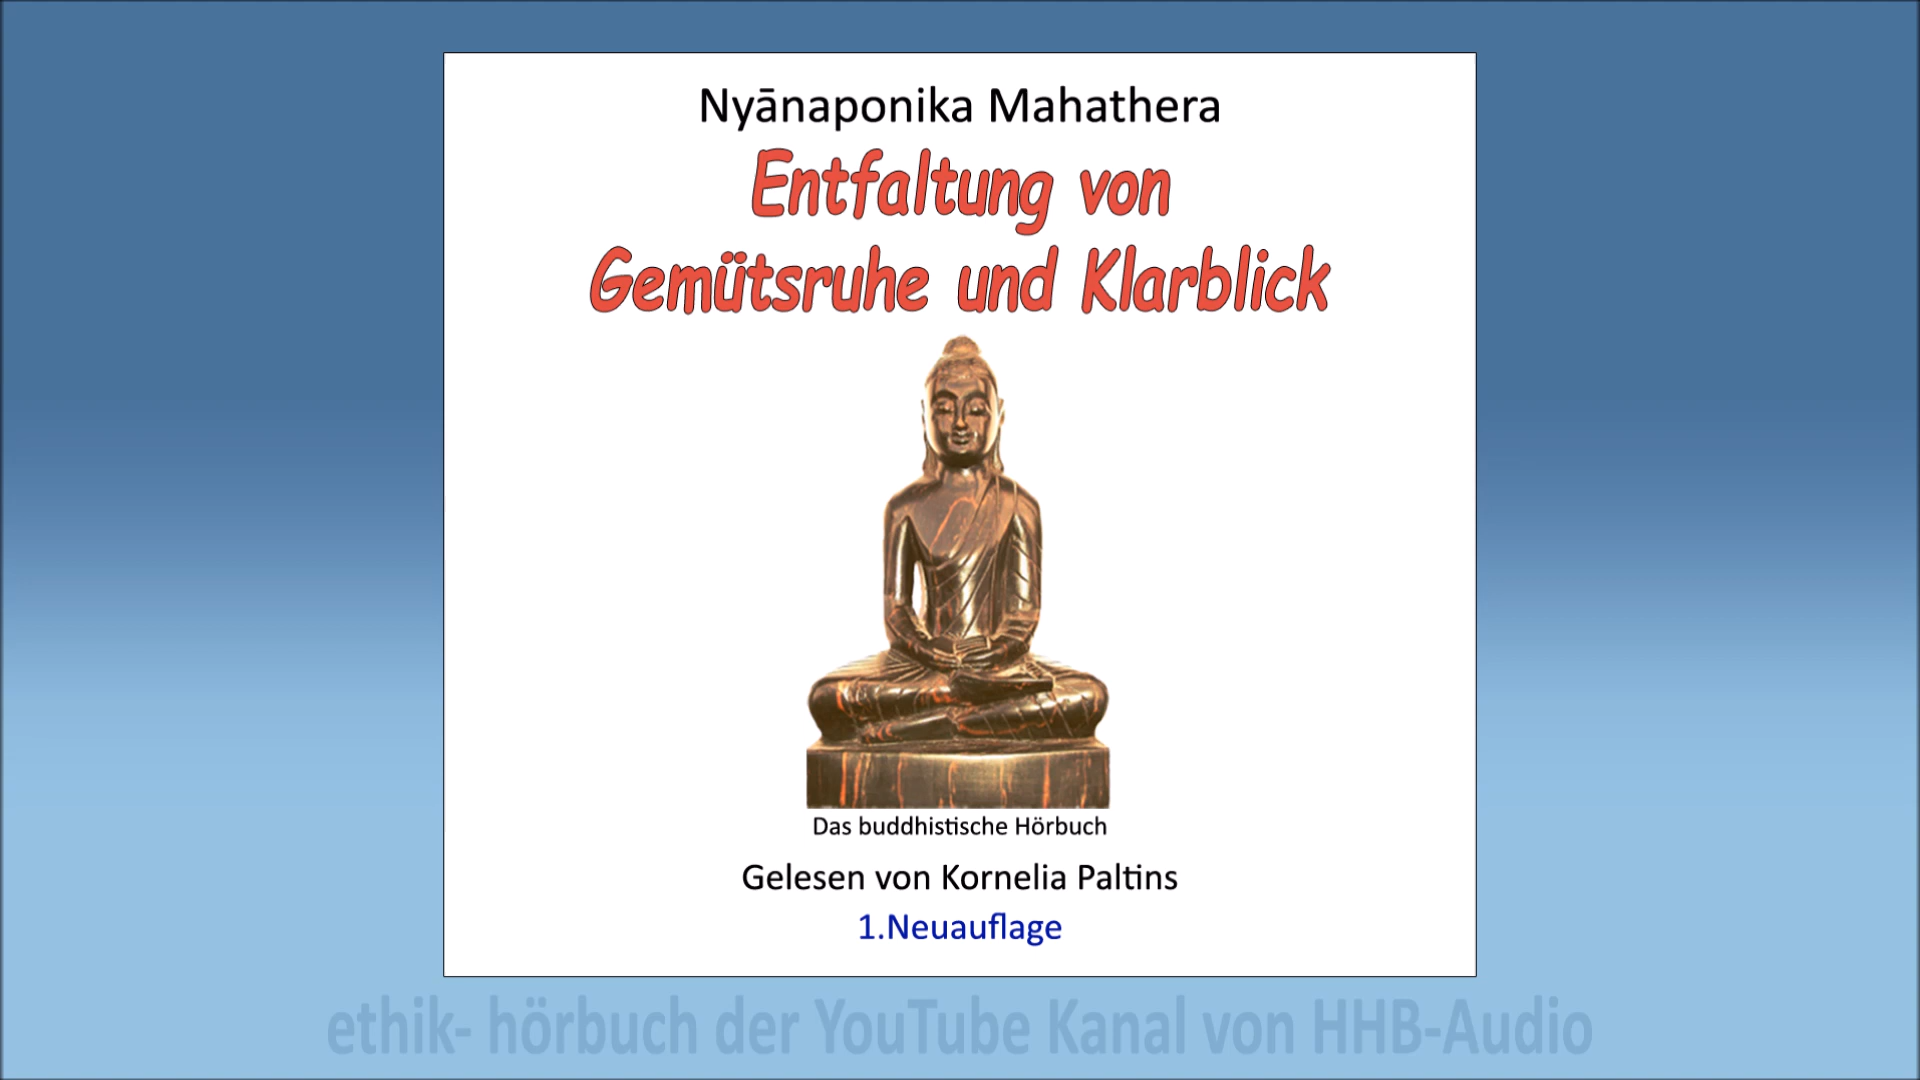 Nyānaponika Mahathera
Entfaltung von
Gemütsruhe und Klarblick
Das buddhistische Hörbuch
Gelesen von Kornelia Paltins
1.Neuauflage
ethik- hörbuch der YouTube Kanal von HHB-Audio